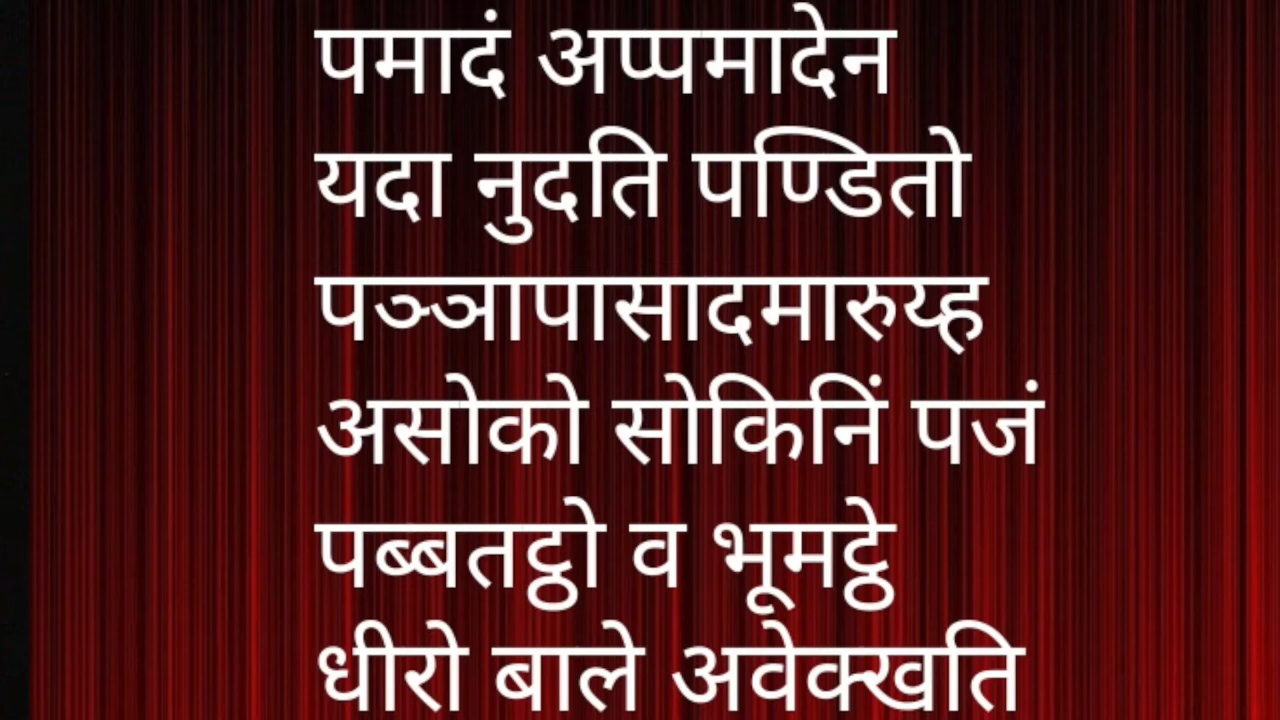 पमादं अप्पमादेन
यदा नुदति पण्डितो
पञ्ञापासादमारुय्ह
असोको सोकिनिं पजं
पब्बतट्ठो व भूमट्ठे
धीरो बाले अवेक्खति